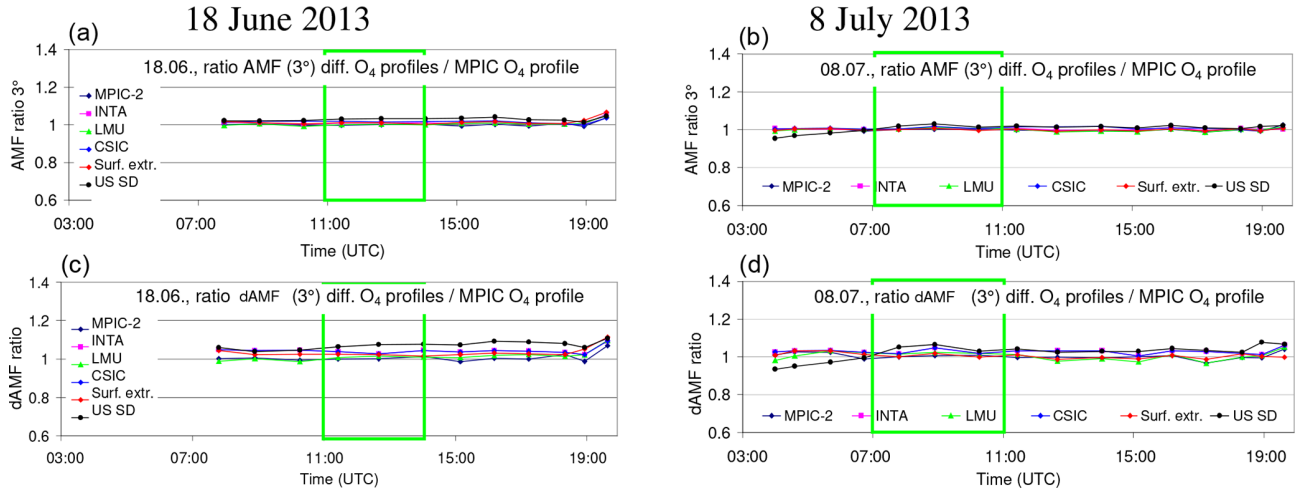 18 June 2013
8 July 2013
(a)
18.06., ratio AMF (3°) diff. O₄ profiles / MPIC O₄ profile
AMF ratio 3°
1.4
1.2
1
0.8
0.6
MPIC-2
INTA
LMU
CSIC
Surf. extr.
US SD
03:00
07:00
11:00
15:00
19:00
Time (UTC)
(b)
08.07., ratio AMF (3°) diff. O₄ profiles / MPIC O₄ profile
AMF ratio 3°
1.4
1.2
1
0.8
0.6
MPIC-2 NTA LMU CSIC Surf. extr. US SD
03:00
07:00
11:00
15:00
19:00
Time (UTC)
(c)
18.06., ratio dAMF (3°) diff. O₄ profiles / MPIC O₄ profile
dAMF ratio
1.4
1.2
1
0.8
0.6
MPIC-2
INTA
LMU
CSIC
Surf. extr.
US SD
03:00
07:00
11:00
15:00
19:00
Time (UTC)
(d)
08.07., ratio dAMF (3°) diff. O₄ profiles / MPIC O₄ profile
dAMF ratio
1.4
1.2
1
0.8
0.6
MPIC-2 INTA LMU CSIC Surf. extr. US SD
03:00
07:00
11:00
15:00
19:00
Time (UTC)